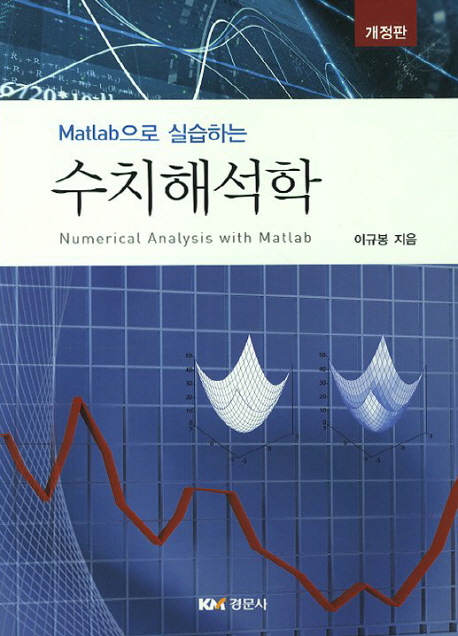 개정판
Matlab으로 실습하는
수치해석학
Numerical Analysis with Matlab
이규봉 지음
KM 경문사